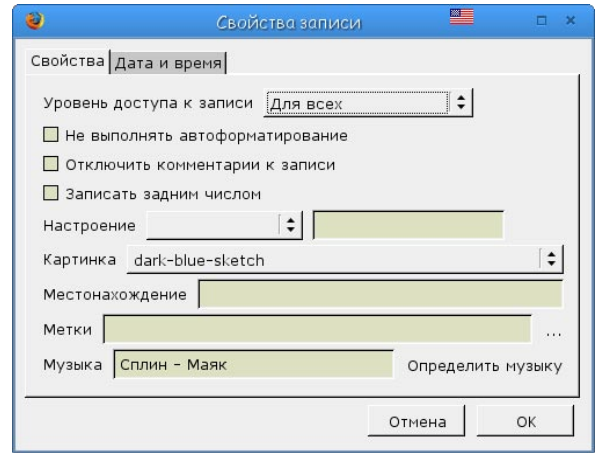 Свойства записи
Свойства Дата и время
Уровень доступа к записи Для всех
Не выполнять автоформатирование
Отключить комментарии к записи
Записать задним числом
Настроение
Картинка dark-blue-sketch
Местонахождение
Метки ...
Музыка Сплин - Маяк Определить музыку
Отмена OK